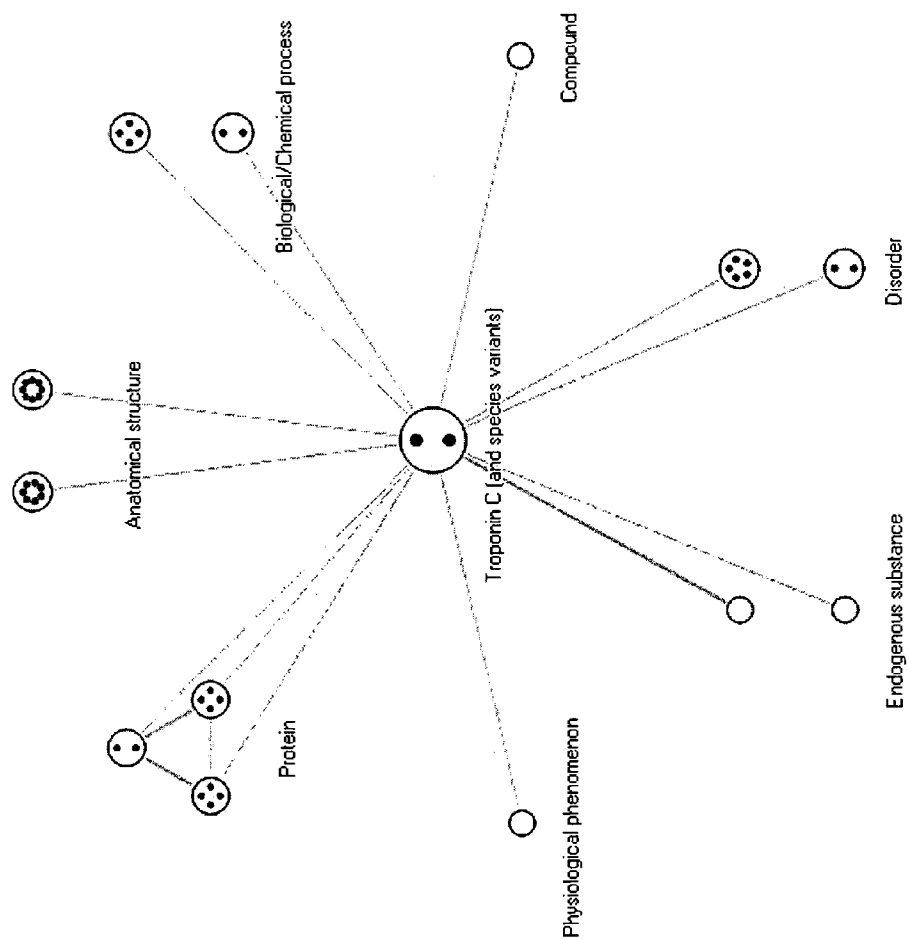 Anatomical structure
Biological/Chemical process
Protein
Troponin C (and species variants)
Compound
Physiological phenomenon
Endogenous substance
Disorder